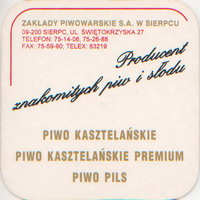 ZAKŁADY PIWOWARSKIE S.A. W SIERPCU
09-200 SIERPC, UL. ŚWIĘTOKRZYSKA 27
TELEFON: 75-14-06, 75-26-88
FAX: 75-59-90; TELEX: 83219
Producent
znakomitych piw i słodu
PIWO KASZTELAŃSKIE
PIWO KASZTELAŃSKIE PREMIUM
PIWO PILS